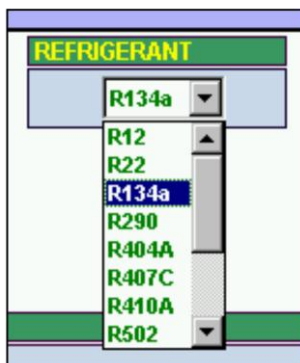 REFRIGERANT
R134a
R12
R22
R134a
R290
R404A
R407C
R410A
R502